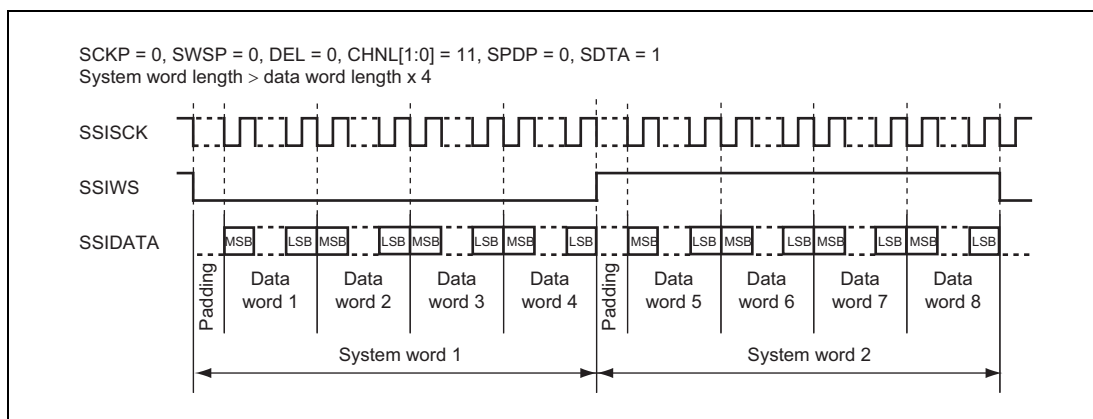 SCKP = 0, SWSP = 0, DEL = 0, CHNL[1:0] = 11, SPDP = 0, SDTA = 1
System word length > data word length x 4
SSISCK
SSIWS
SSIDATA
MSB LSB MSB LSB MSB LSB MSB LSB MSB LSB MSB LSB MSB LSB MSB LSB
Padding
Data word 1
Data word 2
Data word 3
Data word 4
Padding
Data word 5
Data word 6
Data word 7
Data word 8
System word 1
System word 2